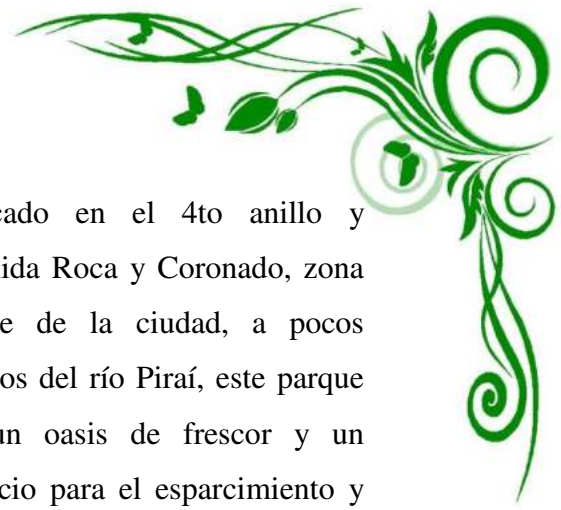 cado en el 4to anillo y
ida Roca y Coronado, zona
e de la ciudad, a pocos
os del río Piraí, este parque
un oasis de frescor y un
cio para el esparcimiento y